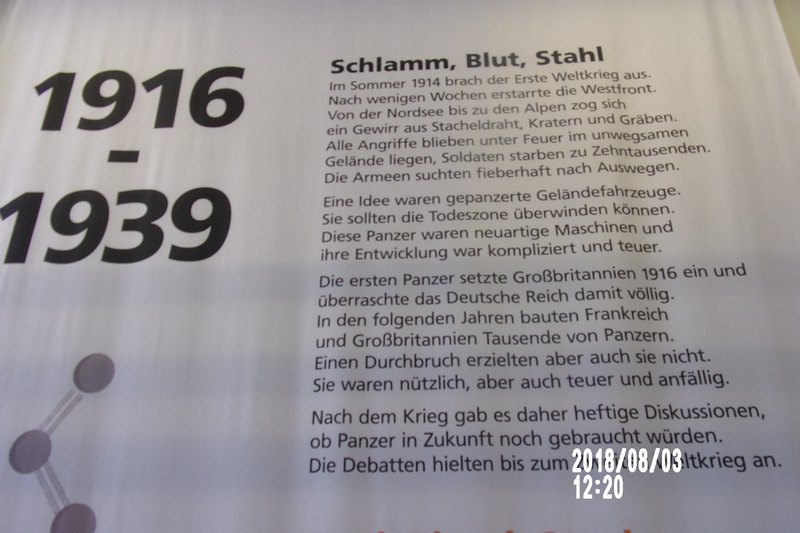 1916
-
1939
Schlamm, Blut, Stahl
Im Sommer 1914 brach der Erste Weltkrieg aus.
Nach wenigen Wochen erstarrte die Westfront.
Von der Nordsee bis zu den Alpen zog sich
ein Gewirr aus Stacheldraht, Kratern und Gräben.
Alle Angriffe blieben unter Feuer im unwegsamen
Gelände liegen, Soldaten starben zu Zehntausenden.
Die Armeen suchten fieberhaft nach Auswegen.
Eine Idee waren gepanzerte Geländefahrzeuge.
Sie sollten die Todeszone überwinden können.
Diese Panzer waren neuartige Maschinen und
ihre Entwicklung war kompliziert und teuer.
Die ersten Panzer setzte Großbritannien 1916 ein und
überraschte das Deutsche Reich damit völlig.
In den folgenden Jahren bauten Frankreich
und Großbritannien Tausende von Panzern.
Einen Durchbruch erzielten aber auch sie nicht.
Sie waren nützlich, aber auch teuer und anfällig.
Nach dem Krieg gab es daher heftige Diskussionen,
ob Panzer in Zukunft noch gebraucht würden.
Die Debatten hielten bis zum Weltkrieg an.
2018/08/03
12:20